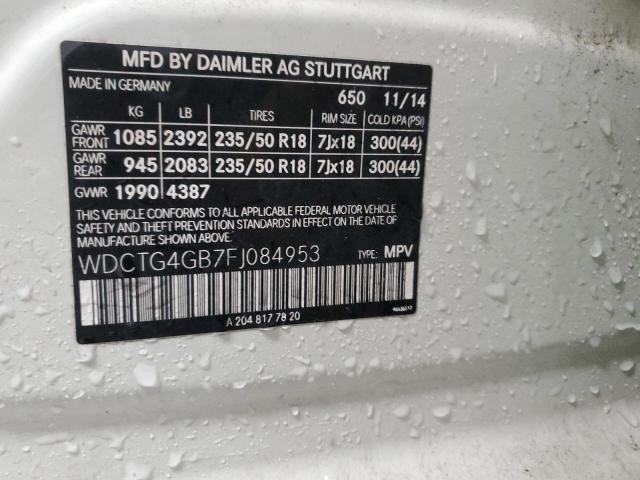 MFD BY DAIMLER AG STUTTGART
MADE IN GERMANY 650 11/14
KG LB TIRES RIM SIZE COLD KPA (PSI)
GAWR FRONT 1085 2392 235/50 R18 7Jx18 300(44)
GAWR REAR 945 2083 235/50 R18 7Jx18 300(44)
GVWR 1990 4387
THIS VEHICLE CONFORMS TO ALL APPLICABLE FEDERAL MOTOR VEHICLE
SAFETY AND THEFT PREVENTION STANDARDS IN EFFECT ON THE DATE
OF MANUFACTURE SHOWN ABOVE.
WDCTG4GB7FJ084953 TYPE: MPV
A 204 817 78 20